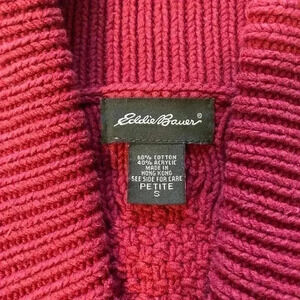 Eddie Bauer®
60% COTTON
40% ACRYLIC
MADE IN
HONG KONG
SEE SIDE FOR CARE
PETITE
S